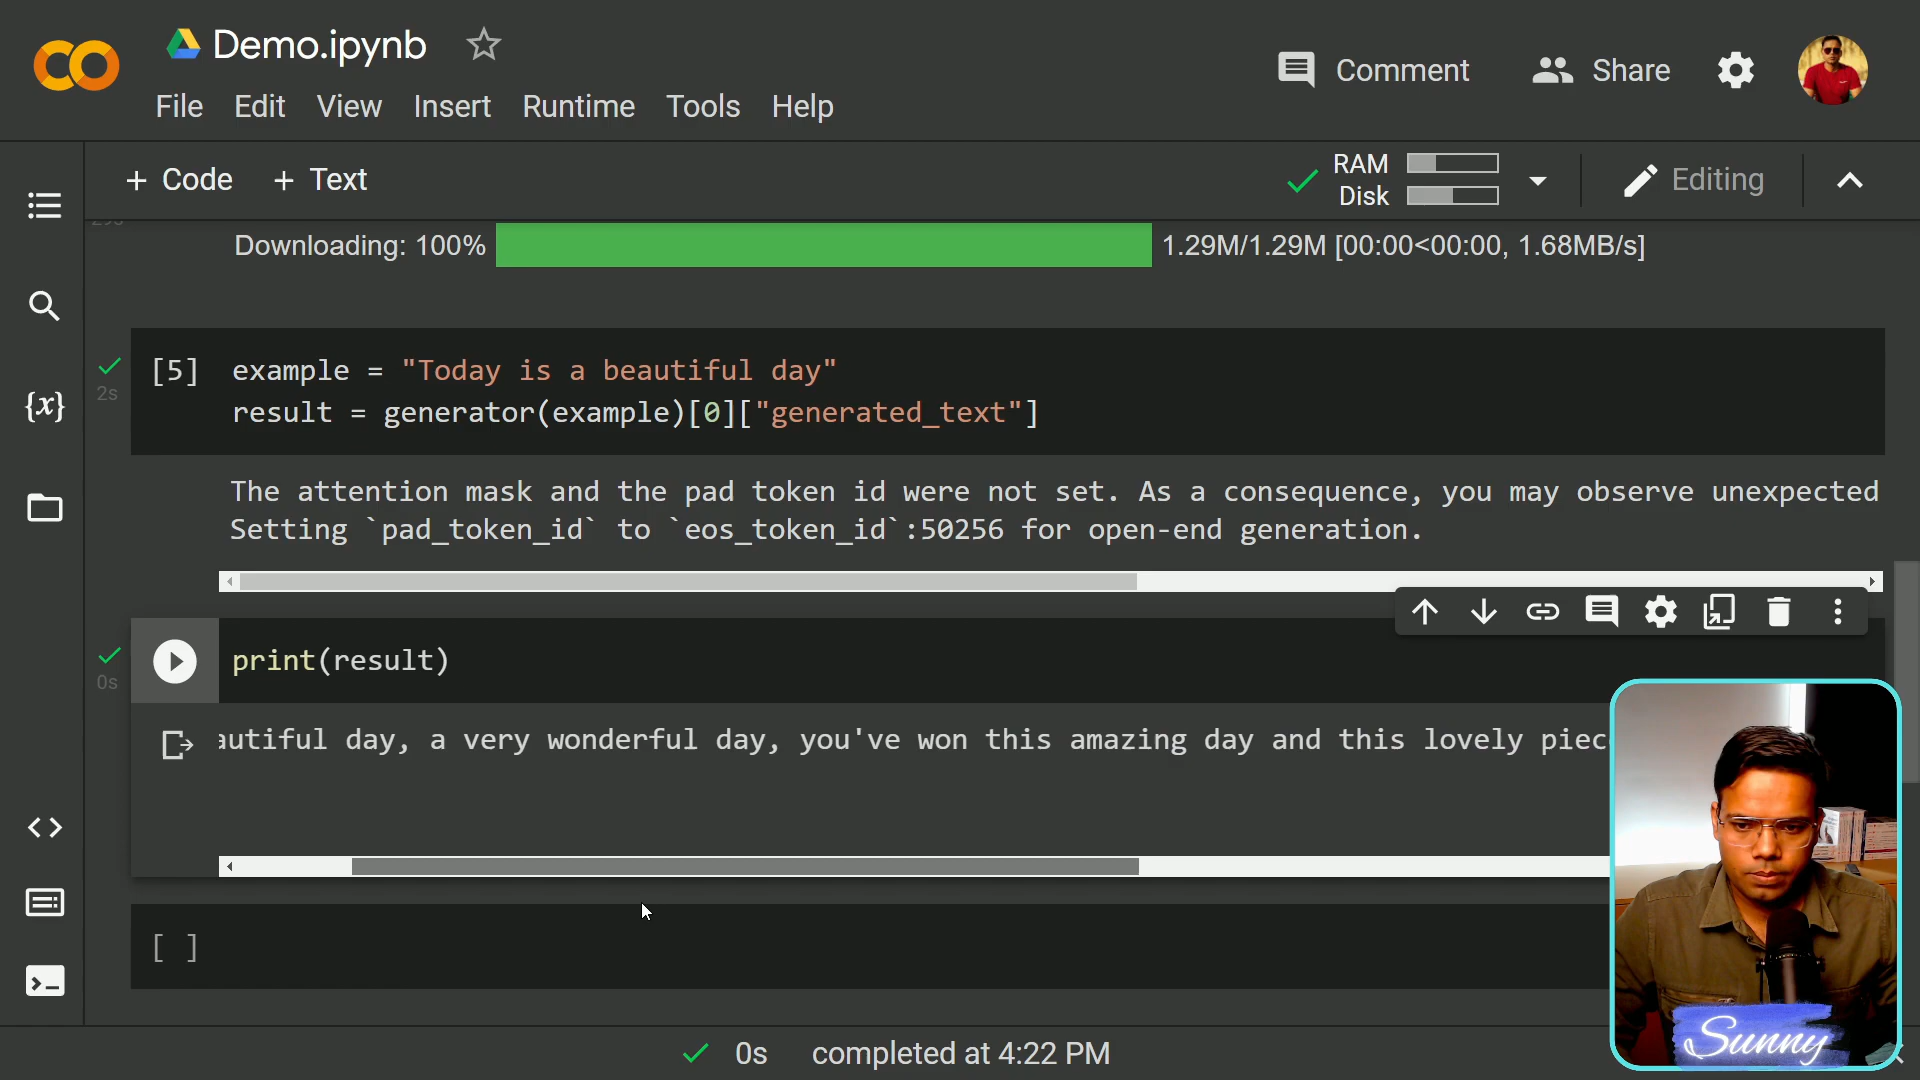 Demo.ipynb
Comment
Share
File Edit View Insert Runtime Tools Help
+ Code + Text
RAM
Disk
Editing
Downloading: 100%
1.29M/1.29M [00:00<00:00, 1.68MB/s]
[5] example = "Today is a beautiful day"
2s
result = generator(example)[0]["generated_text"]
The attention mask and the pad token id were not set. As a consequence, you may observe unexpected
Setting `pad_token_id` to `eos_token_id`:50256 for open-end generation.
print(result)
0s
autiful day, a very wonderful day, you've won this amazing day and this lovely piec
[ ]
0s completed at 4:22 PM
Sunny